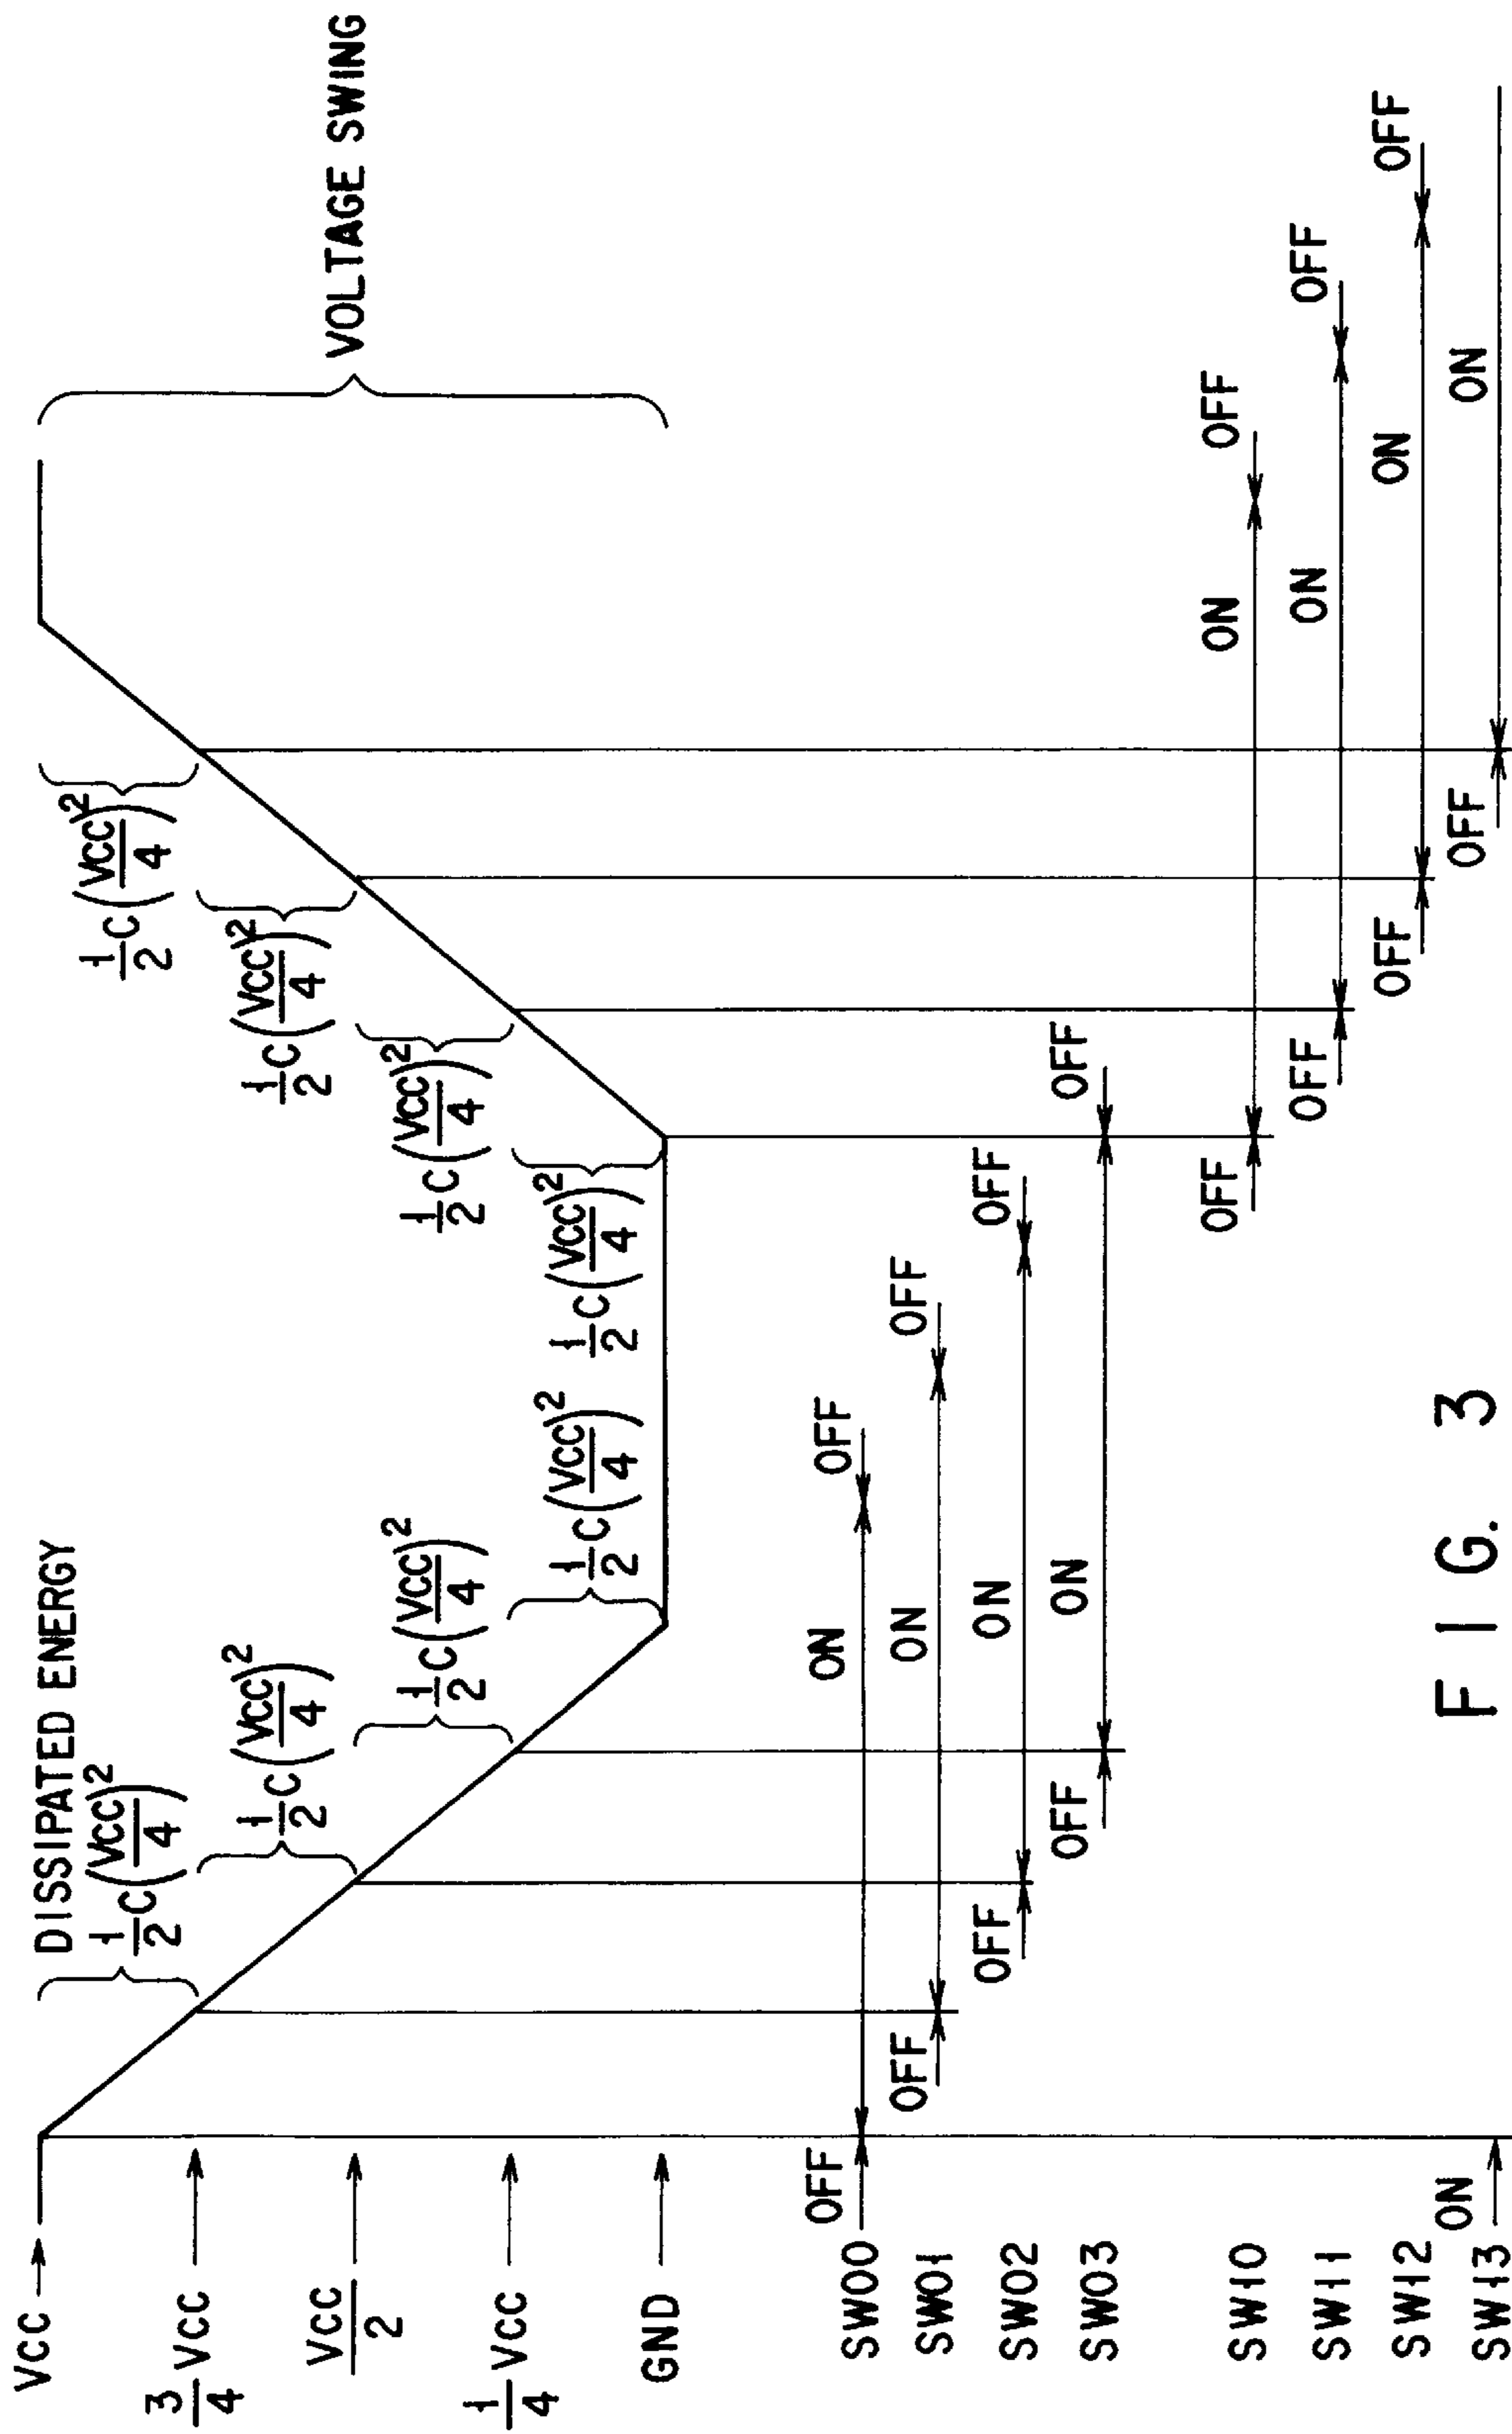 DISSIPATED ENERGY
VCC
3/4 VCC
VCC/2
1/4 VCC
GND
1/2 C(VCC/4)²
1/2 C(VCC/4)²
1/2 C(VCC/4)²
1/2 C(VCC/4)²
1/2 C(VCC/4)²
1/2 C(VCC/4)²
1/2 C(VCC/4)²
1/2 C(VCC/4)²
VOLTAGE SWING
SW00 OFF ON OFF
SW01 OFF ON OFF
SW02 OFF ON OFF
SW03 OFF ON OFF
SW10 OFF ON OFF
SW11 OFF ON OFF
SW12 OFF ON OFF
SW13 ON OFF ON
FIG. 3